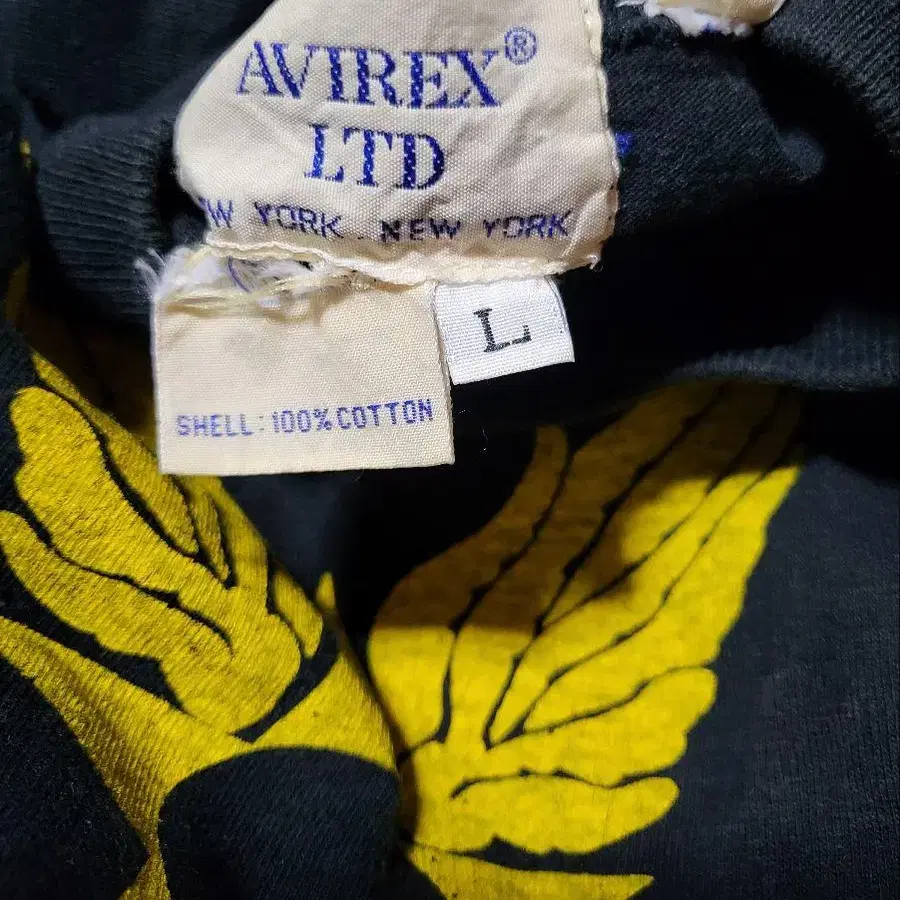 AVIREX®
LTD
W YORK, NEW YORK
L
SHELL: 100% COTTON